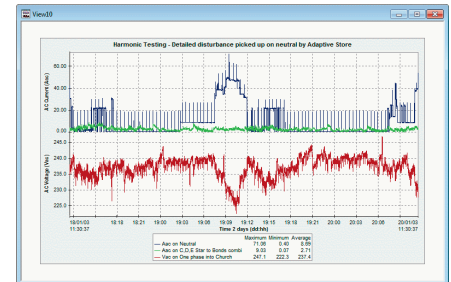 View10
Harmonic Testing - Detailed disturbance picked up on neutral by Adaptive Store
AC Current (Aac)
60.00
40.00
20.00
0.00
AC Voltage (Vac)
245.0
240.0
235.0
230.0
225.0
18/01/03 19:18 18:21 19:00 19:03 19:06 19:09 19:12 19:15 19:18 19:21 20:00 20:03 20:06 20/01/03
11:30:37 Time 2 days (dd:hh) 11:30:37
Maximum Minimum Average
Aac on Neutral 71.06 0.40 8.89
Aac on C,D,E Star to Bonds combi 9.03 0.07 2.71
Vac on One phase into Church 247.1 222.3 237.4